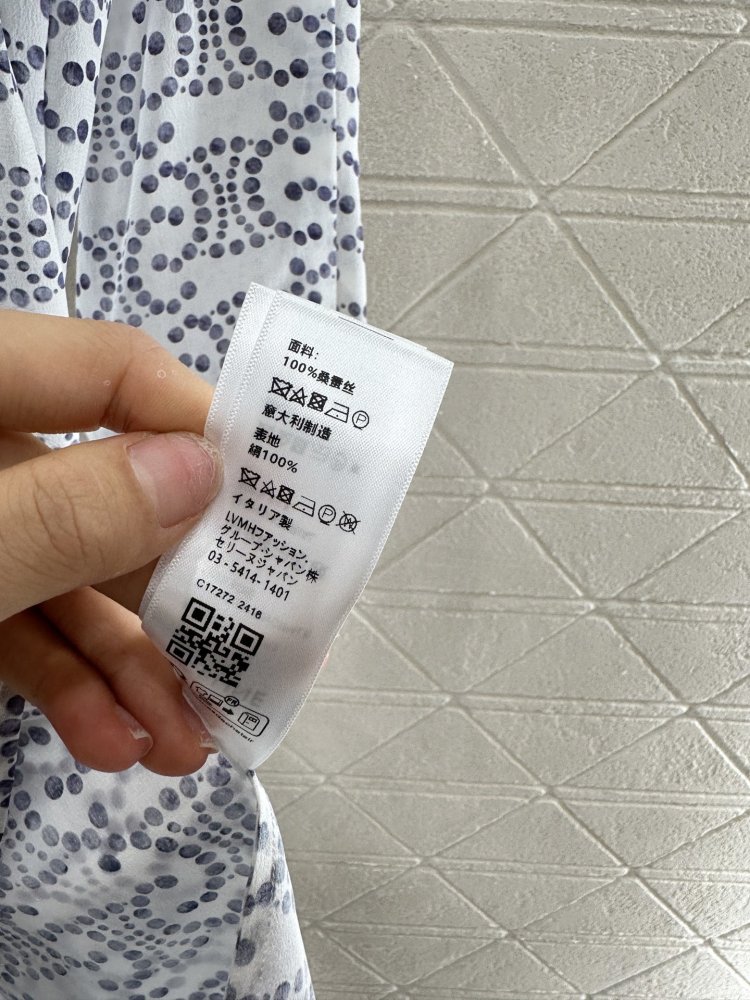 面料：
100%桑蚕丝
P
意大利制造
表地
絹100%
P
イタリア製
LVMHファッション
グループ・ジャパン㈱
セリーヌジャパン
03-5414-1401
C17272 2418
FR